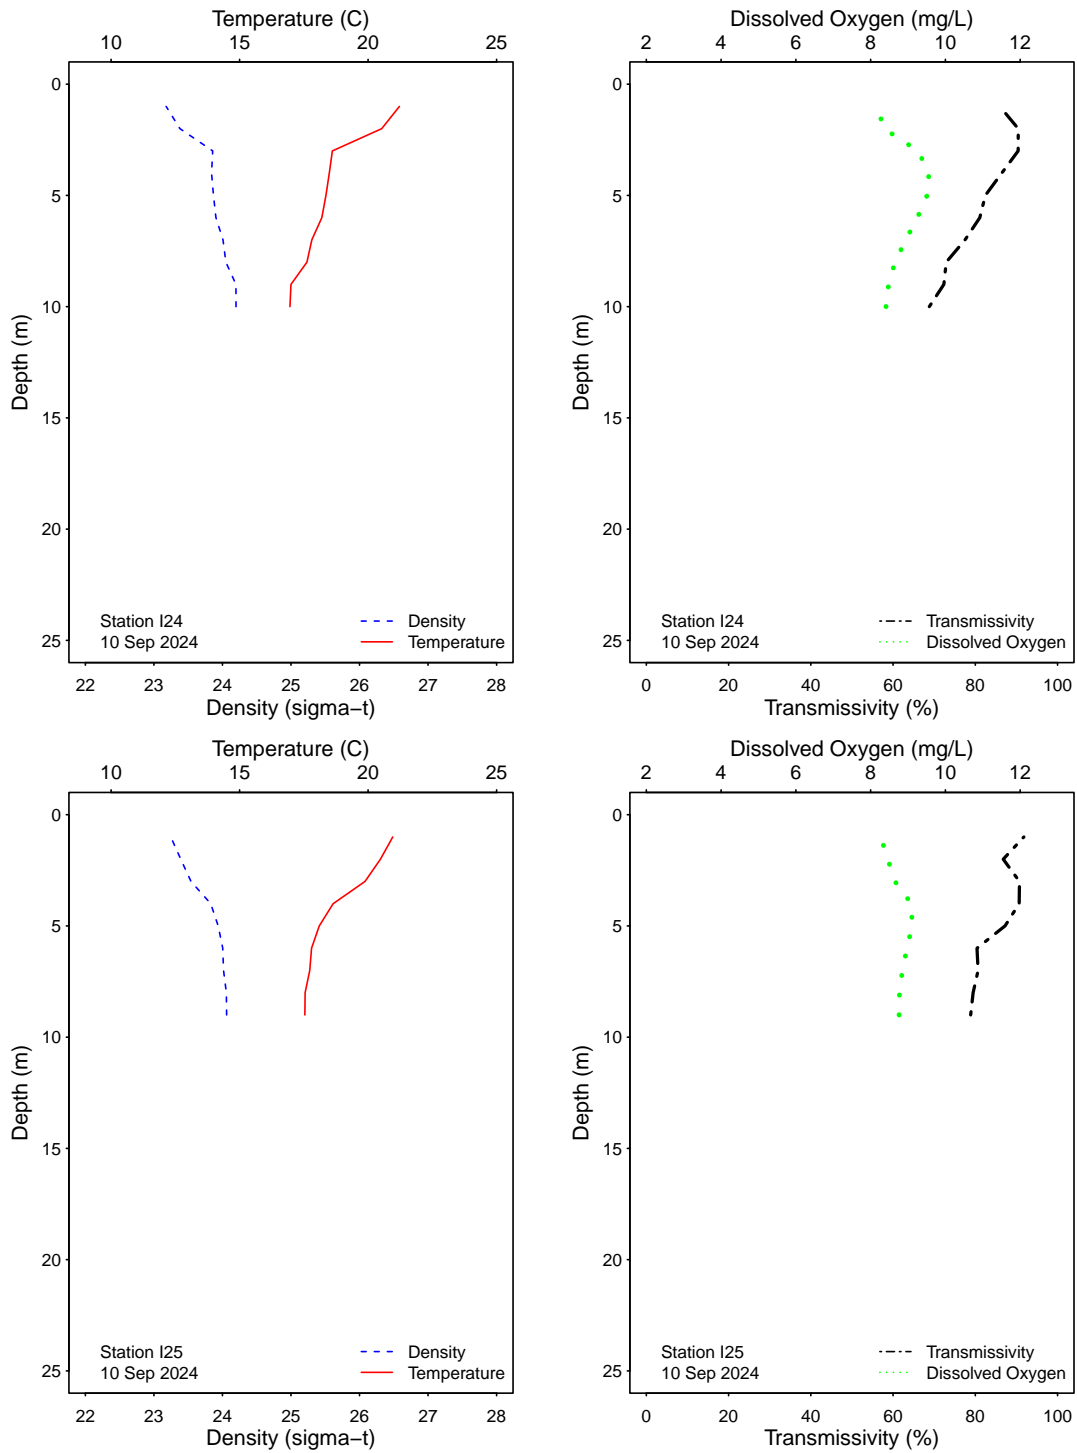 Temperature (C)
10 15 20 25
0
5
10
15
20
25
Depth (m)
Station I24
10 Sep 2024
Density
Temperature
22 23 24 25 26 27 28
Density (sigma−t)
Dissolved Oxygen (mg/L)
2 4 6 8 10 12
0
5
10
15
20
25
Depth (m)
Station I24
10 Sep 2024
Transmissivity
Dissolved Oxygen
0 20 40 60 80 100
Transmissivity (%)
Temperature (C)
10 15 20 25
0
5
10
15
20
25
Depth (m)
Station I25
10 Sep 2024
Density
Temperature
22 23 24 25 26 27 28
Density (sigma−t)
Dissolved Oxygen (mg/L)
2 4 6 8 10 12
0
5
10
15
20
25
Depth (m)
Station I25
10 Sep 2024
Transmissivity
Dissolved Oxygen
0 20 40 60 80 100
Transmissivity (%)